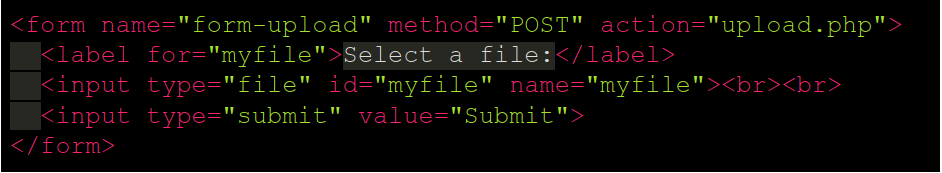 <form name="form-upload" method="POST" action="upload.php">
  <label for="myfile">Select a file:</label>
  <input type="file" id="myfile" name="myfile"><br><br>
  <input type="submit" value="Submit">
</form>